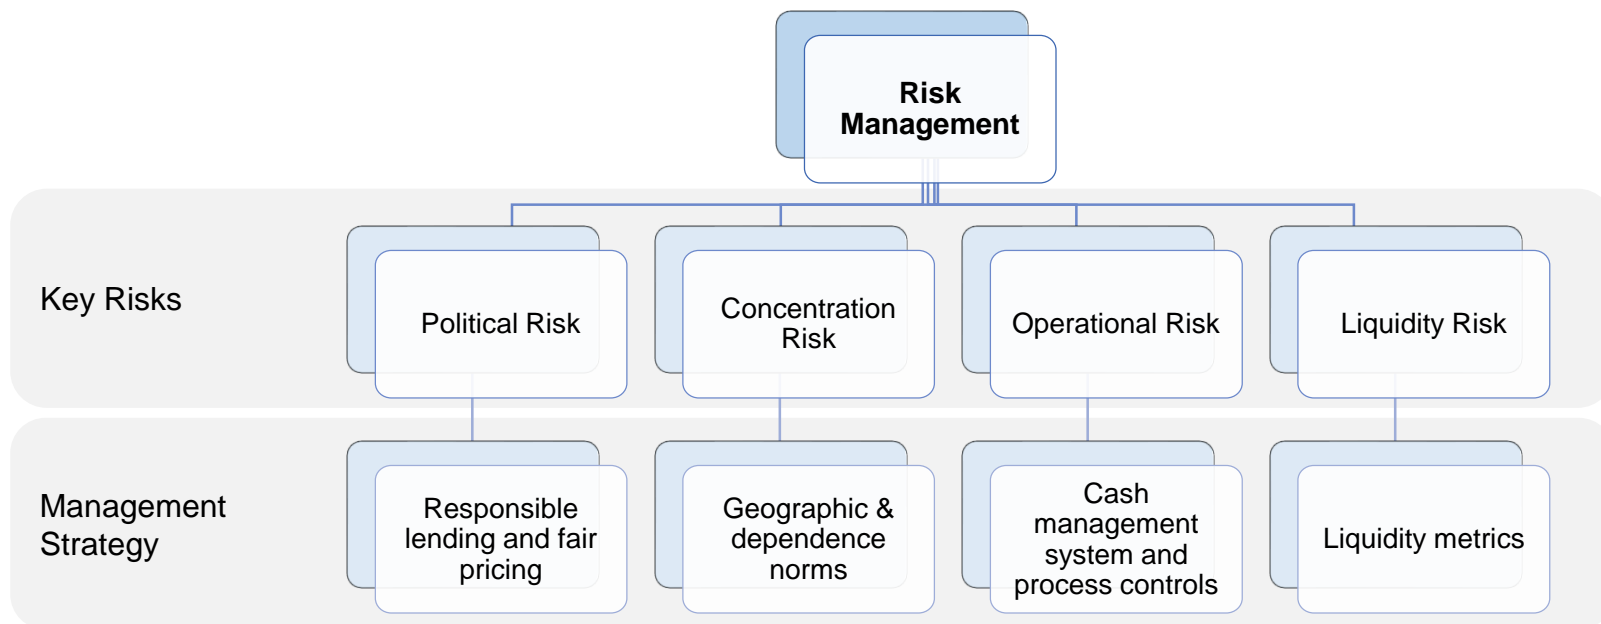 Risk
Management
Key Risks
Political Risk
Concentration
Risk
Operational Risk
Liquidity Risk
Management
Strategy
Responsible
lending and fair
pricing
Geographic &
dependence
norms
Cash
management
system and
process controls
Liquidity metrics